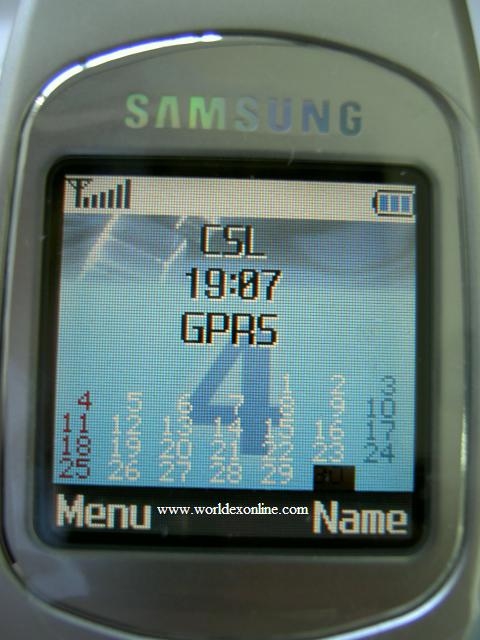 SAMSUNG
CSL
19:07
GPRS
4
1 2 3
4 5 6 7 8 9 10
11 12 13 14 15 16 17
18 19 20 21 22 23 24
25 26 27 28 29 30
Menu www.worldexonline.com Name